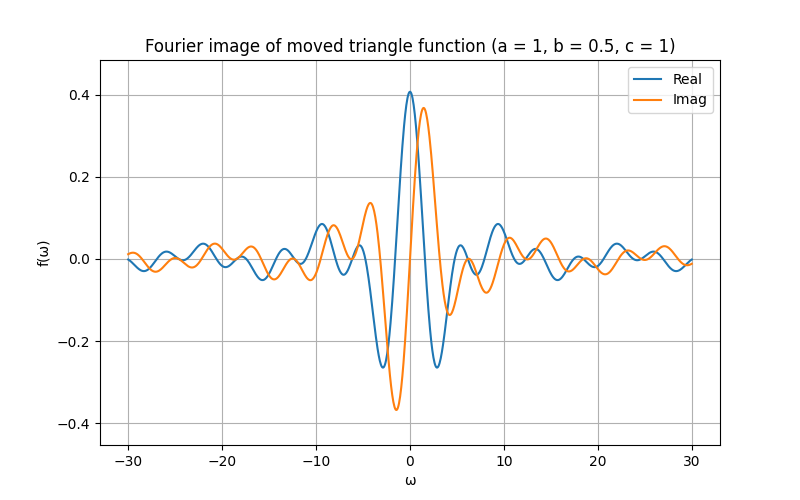 Fourier image of moved triangle function (a = 1, b = 0.5, c = 1)
Real
Imag
0.4
0.2
0.0
−0.2
−0.4
f(ω)
−30
−20
−10
0
10
20
30
ω